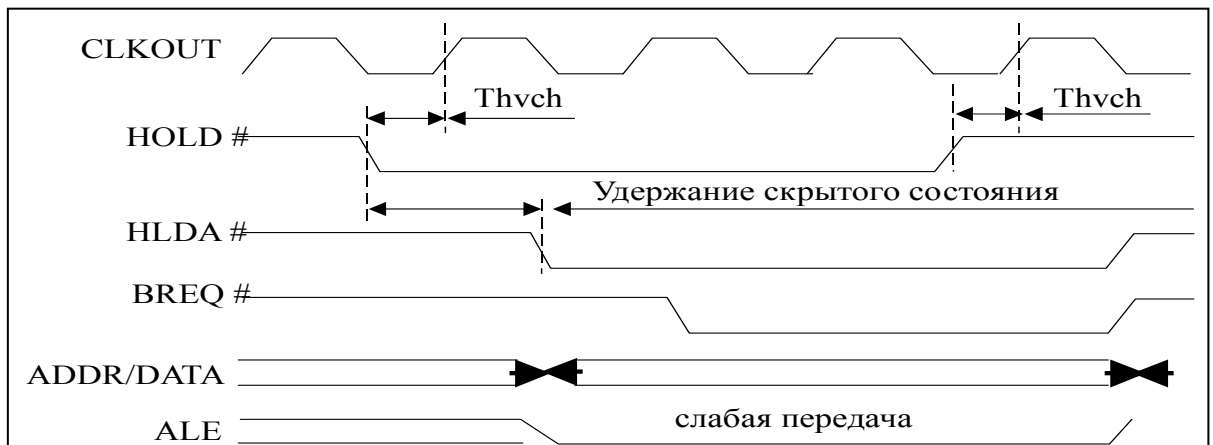 CLKOUT
Thvch
Thvch
HOLD #
Удержание скрытого состояния
HLDA #
BREQ #
ADDR/DATA
слабая передача
ALE